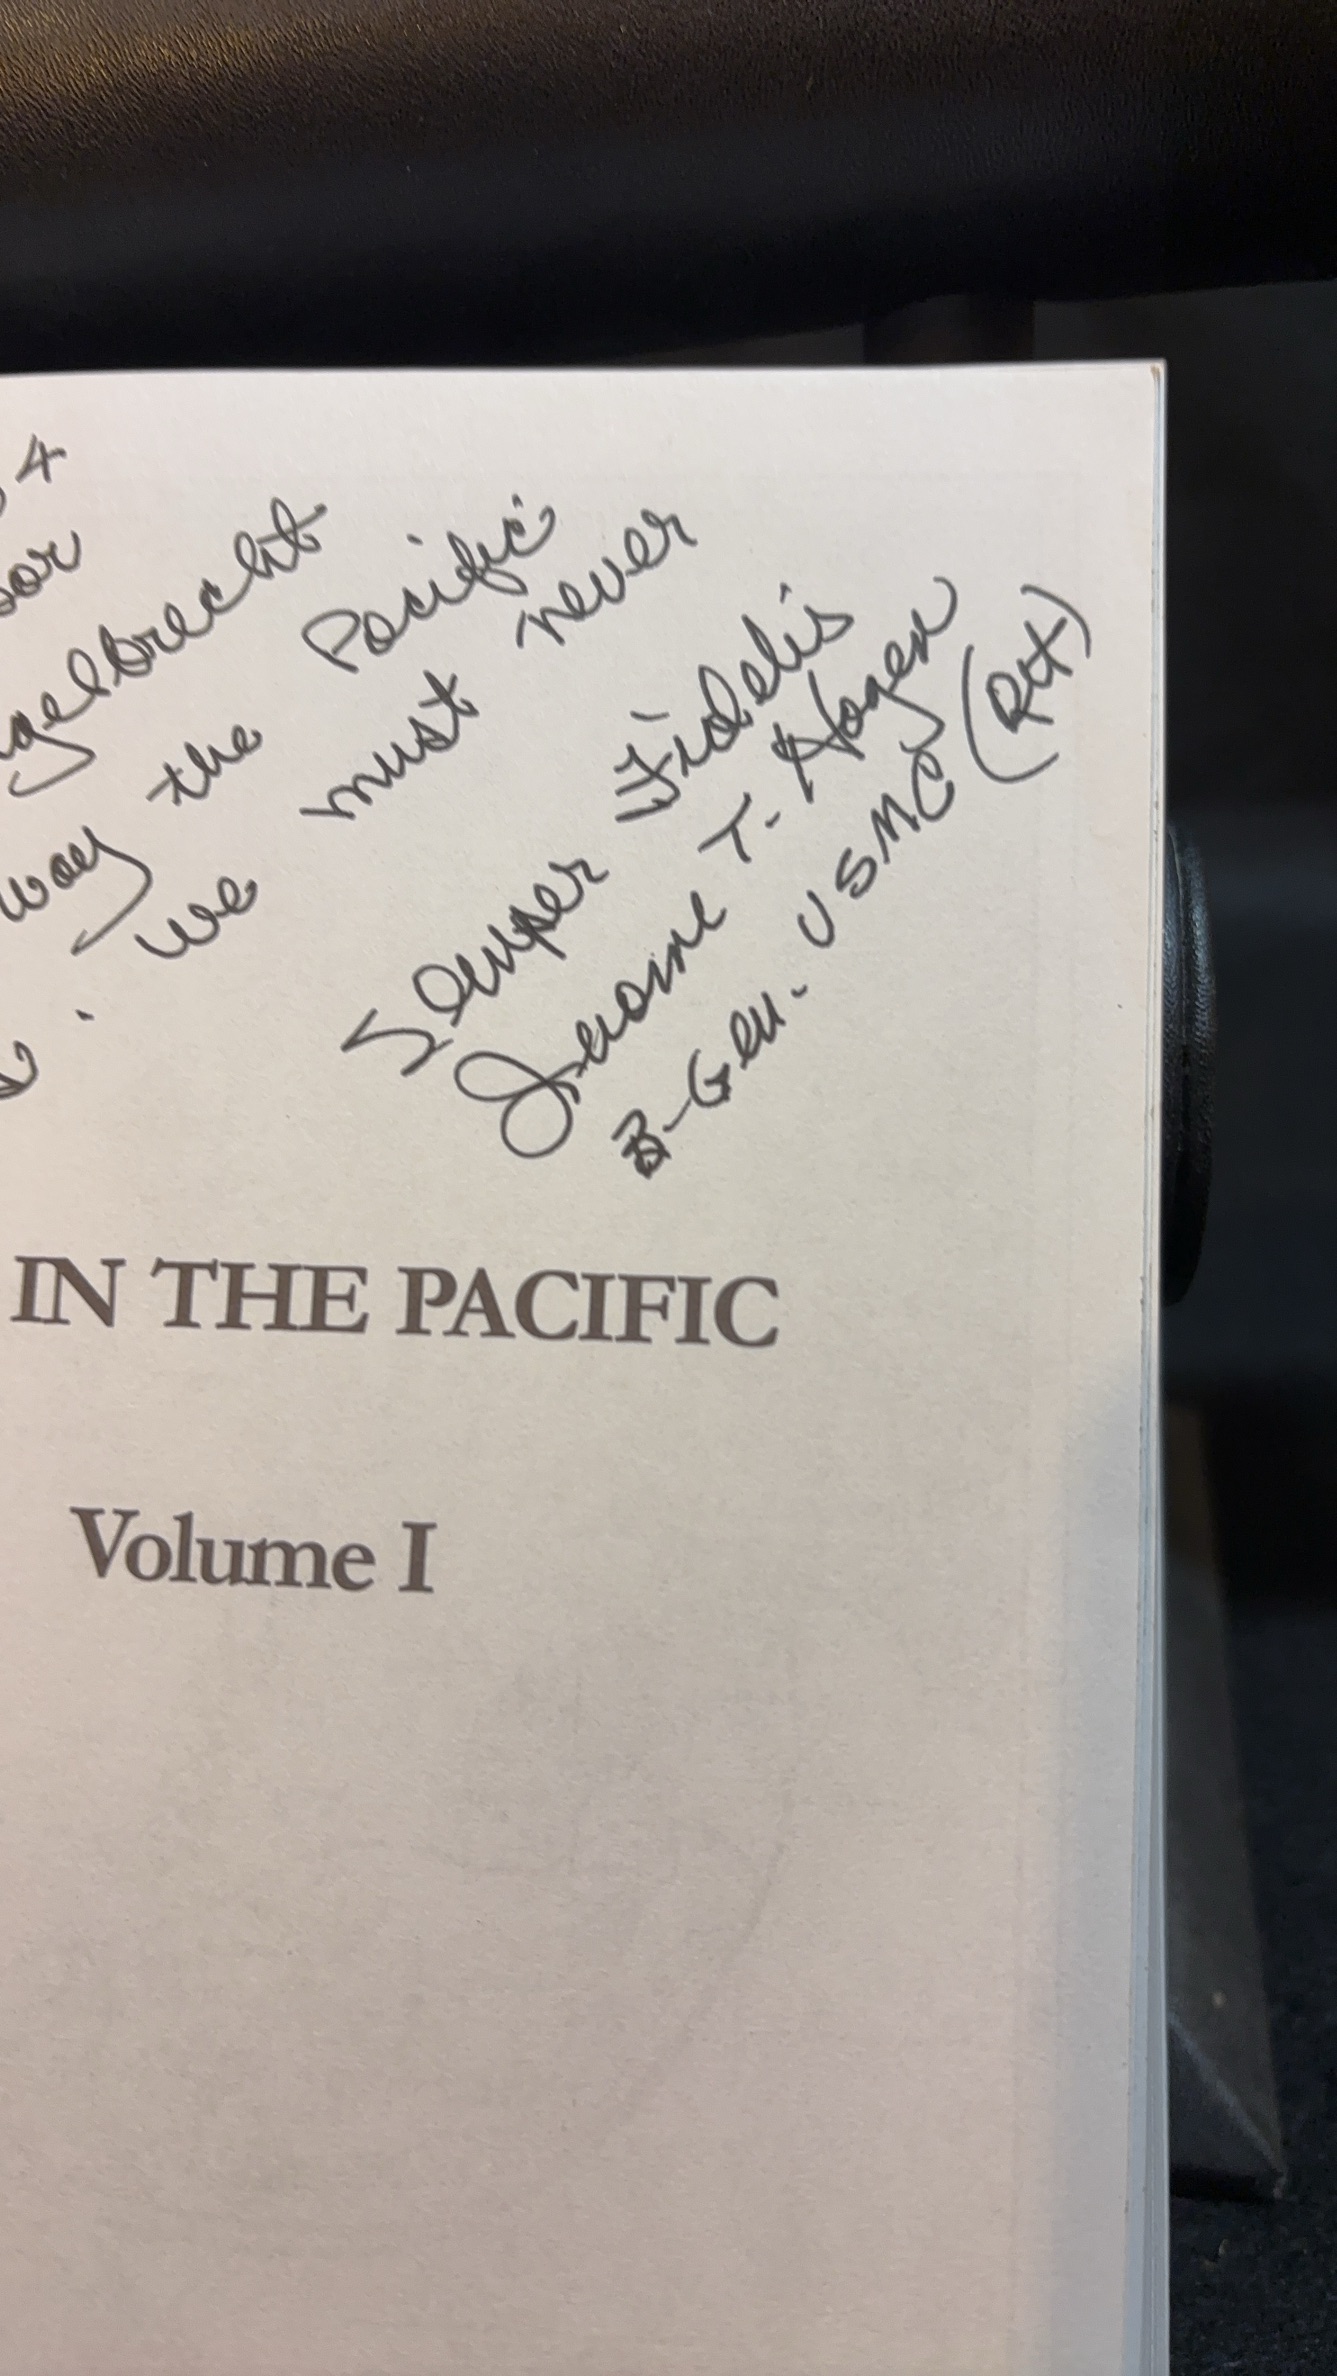 4
gelbrecht
way the Pacific
. We must never
Semper Fidelis
Jerome T. Hagen
B-Gen. USMC (Ret)
IN THE PACIFIC
Volume I